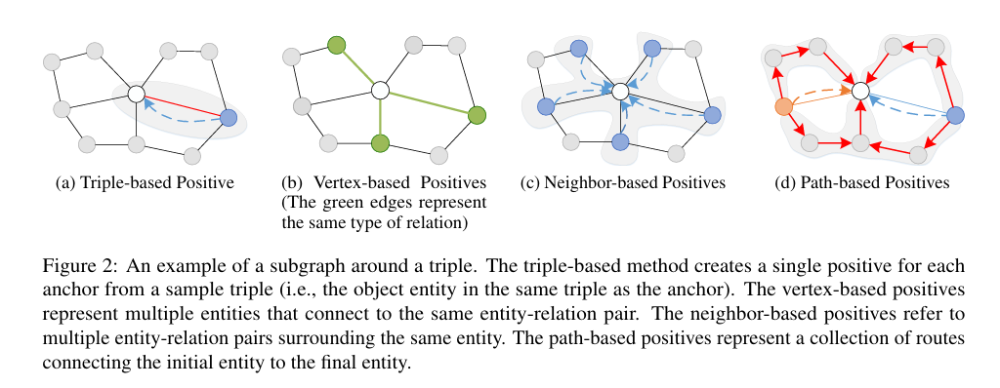 (a) Triple-based Positive
(b) Vertex-based Positives
(The green edges represent
the same type of relation)
(c) Neighbor-based Positives
(d) Path-based Positives
Figure 2: An example of a subgraph around a triple. The triple-based method creates a single positive for each
anchor from a sample triple (i.e., the object entity in the same triple as the anchor). The vertex-based positives
represent multiple entities that connect to the same entity-relation pair. The neighbor-based positives refer to
multiple entity-relation pairs surrounding the same entity. The path-based positives represent a collection of routes
connecting the initial entity to the final entity.